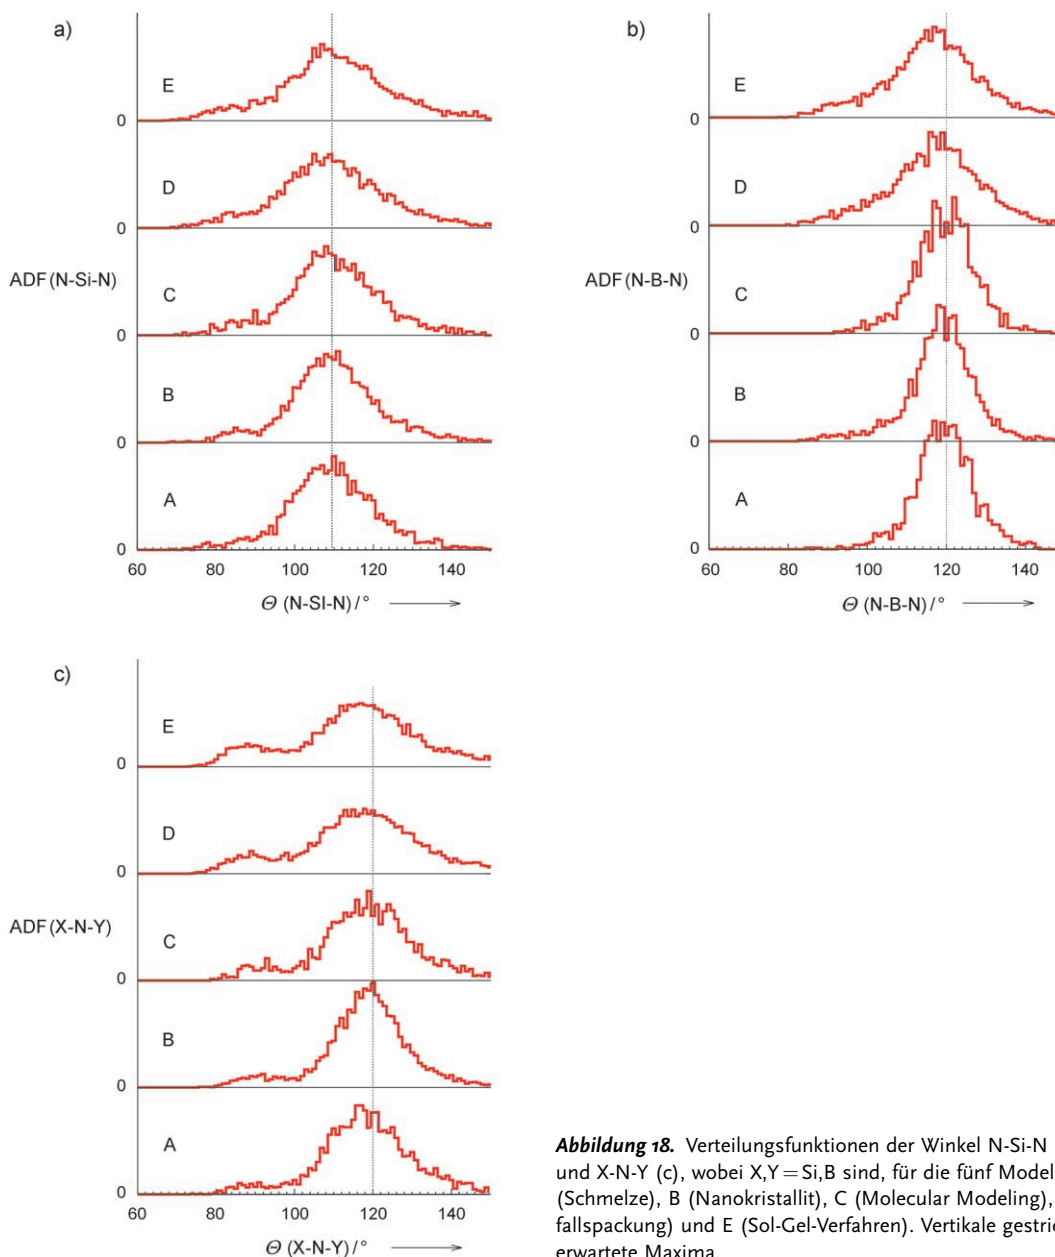 a)
E
0
D
0
ADF(N-Si-N)
C
0
B
0
A
0
60 80 100 120 140
Θ (N-SI-N)/°
b)
E
0
D
0
ADF(N-B-N)
C
0
B
0
A
0
60 80 100 120 140
Θ (N-B-N)/°
c)
E
0
D
0
ADF(X-N-Y)
C
0
B
0
A
0
60 80 100 120 140
Θ (X-N-Y)/°
Abbildung 18. Verteilungsfunktionen der Winkel N-Si-N
und X-N-Y (c), wobei X,Y=Si,B sind, für die fünf Model
(Schmelze), B (Nanokristallit), C (Molecular Modeling),
fallspackung) und E (Sol-Gel-Verfahren). Vertikale gestric
erwartete Maxima.